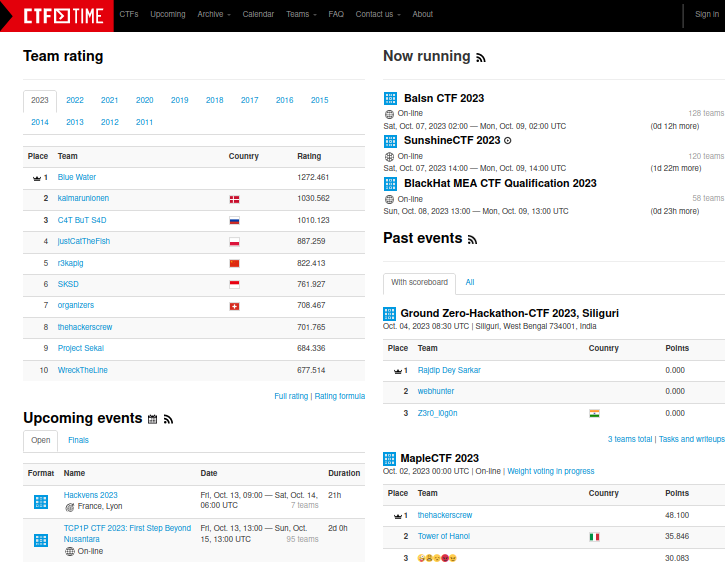 CTF TIME
CTFs Upcoming Archive Calendar Teams FAQ Contact us About Sign in
Team rating
2023 2022 2021 2020 2019 2018 2017 2016 2015
2014 2013 2012 2011
Place Team Country Rating
1 Blue Water 1272.461
2 kalmarunionen 1030.562
3 C4T BuT S4D 1010.123
4 justCatTheFish 887.259
5 r3kapig 822.413
6 SKSD 761.927
7 organizers 708.467
8 thehackerscrew 701.765
9 Project Sekai 684.336
10 WreckTheLine 677.514
Full rating | Rating formula
Upcoming events
Open Finals
Format Name Date Duration
Hackvens 2023 Fri, Oct. 13, 09:00 — Sat, Oct. 14, 21h
France, Lyon 06:00 UTC 7 teams
TCP1P CTF 2023: First Step Beyond Fri, Oct. 13, 13:00 — Sun, Oct. 2d 0h
Nusantara 15, 13:00 UTC 95 teams
On-line
Now running
Balsn CTF 2023
On-line 128 teams
Sat, Oct. 07, 2023 02:00 — Mon, Oct. 09, 02:00 UTC (0d 12h more)
SunshineCTF 2023
On-line 120 teams
Sat, Oct. 07, 2023 14:00 — Mon, Oct. 09, 14:00 UTC (1d 22m more)
BlackHat MEA CTF Qualification 2023
On-line 58 teams
Sun, Oct. 08, 2023 13:00 — Mon, Oct. 09, 13:00 UTC (0d 23h more)
Past events
With scoreboard All
Ground Zero-Hackathon-CTF 2023, Siliguri
Oct. 04, 2023 08:30 UTC | Siliguri, West Bengal 734001, India
Place Team Country Points
1 Rajdip Dey Sarkar 0.000
2 webhunter 0.000
3 Z3r0_l0g0n 0.000
3 teams total | Tasks and writeups
MapleCTF 2023
Oct. 02, 2023 00:00 UTC | On-line | Weight voting in progress
Place Team Country Points
1 thehackerscrew 48.100
2 Tower of Hanoi 35.846
3 30.083